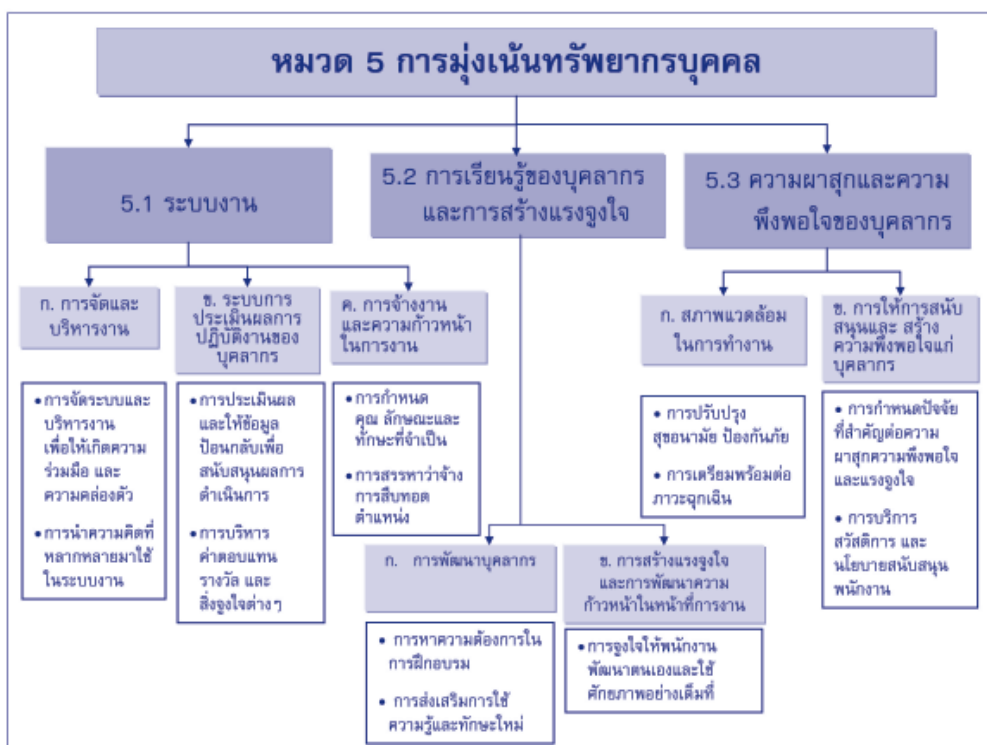 หมวด 5 การมุ่งเน้นทรัพยากรบุคคล
5.1 ระบบงาน
5.2 การเรียนรู้ของบุคลากร
และการสร้างแรงจูงใจ
5.3 ความผาสุกและความ
พึงพอใจของบุคลากร
ก. การจัดและ
บริหารงาน
ข. ระบบการ
ประเมินผลการ
ปฏิบัติงานของ
บุคลากร
ค. การจ้างงาน
และความก้าวหน้า
ในการงาน
ก. สภาพแวดล้อม
ในการทำงาน
ข. การให้การสนับ
สนุนและ สร้าง
ความพึงพอใจแก่
บุคลากร
• การจัดระบบและ
บริหารงาน
เพื่อให้เกิดความ
ร่วมมือ และ
ความคล่องตัว
• การนำความคิดที่
หลากหลายมาใช้
ในระบบงาน
• การประเมินผล
และให้ข้อมูล
ป้อนกลับเพื่อ
สนับสนุนผลการ
ดำเนินการ
• การบริหาร
ค่าตอบแทน
รางวัล และ
สิ่งจูงใจต่างๆ
• การกำหนด
คุณ ลักษณะและ
ทักษะที่จำเป็น
• การสรรหาว่าจ้าง
การสืบทอด
ตำแหน่ง
• การปรับปรุง
สุขอนามัย ป้องกันภัย
• การเตรียมพร้อมต่อ
ภาวะฉุกเฉิน
• การกำหนดปัจจัย
ที่สำคัญต่อความ
ผาสุกความพึงพอใจ
และแรงจูงใจ
• การบริการ
สวัสดิการ และ
นโยบายสนับสนุน
พนักงาน
ก. การพัฒนาบุคลากร
ข. การสร้างแรงจูงใจ
และการพัฒนาความ
ก้าวหน้าในหน้าที่การงาน
• การหาความต้องการใน
การฝึกอบรม
• การส่งเสริมการใช้
ความรู้และทักษะใหม่
• การจูงใจให้พนักงาน
พัฒนาตนเองและใช้
ศักยภาพอย่างเต็มที่